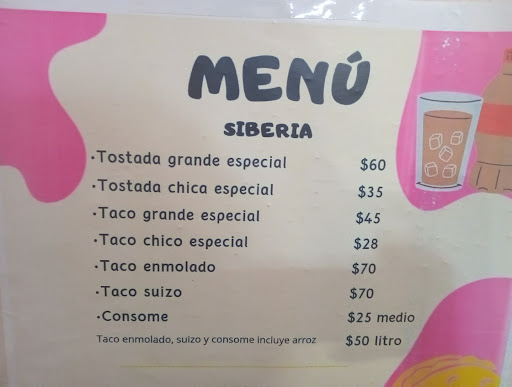 MENÚ
SIBERIA
•Tostada grande especial $60
•Tostada chica especial $35
•Taco grande especial $45
•Taco chico especial $28
•Taco enmolado $70
•Taco suizo $70
•Consome $25 medio
Taco enmolado, suizo y consome incluye arroz $50 litro